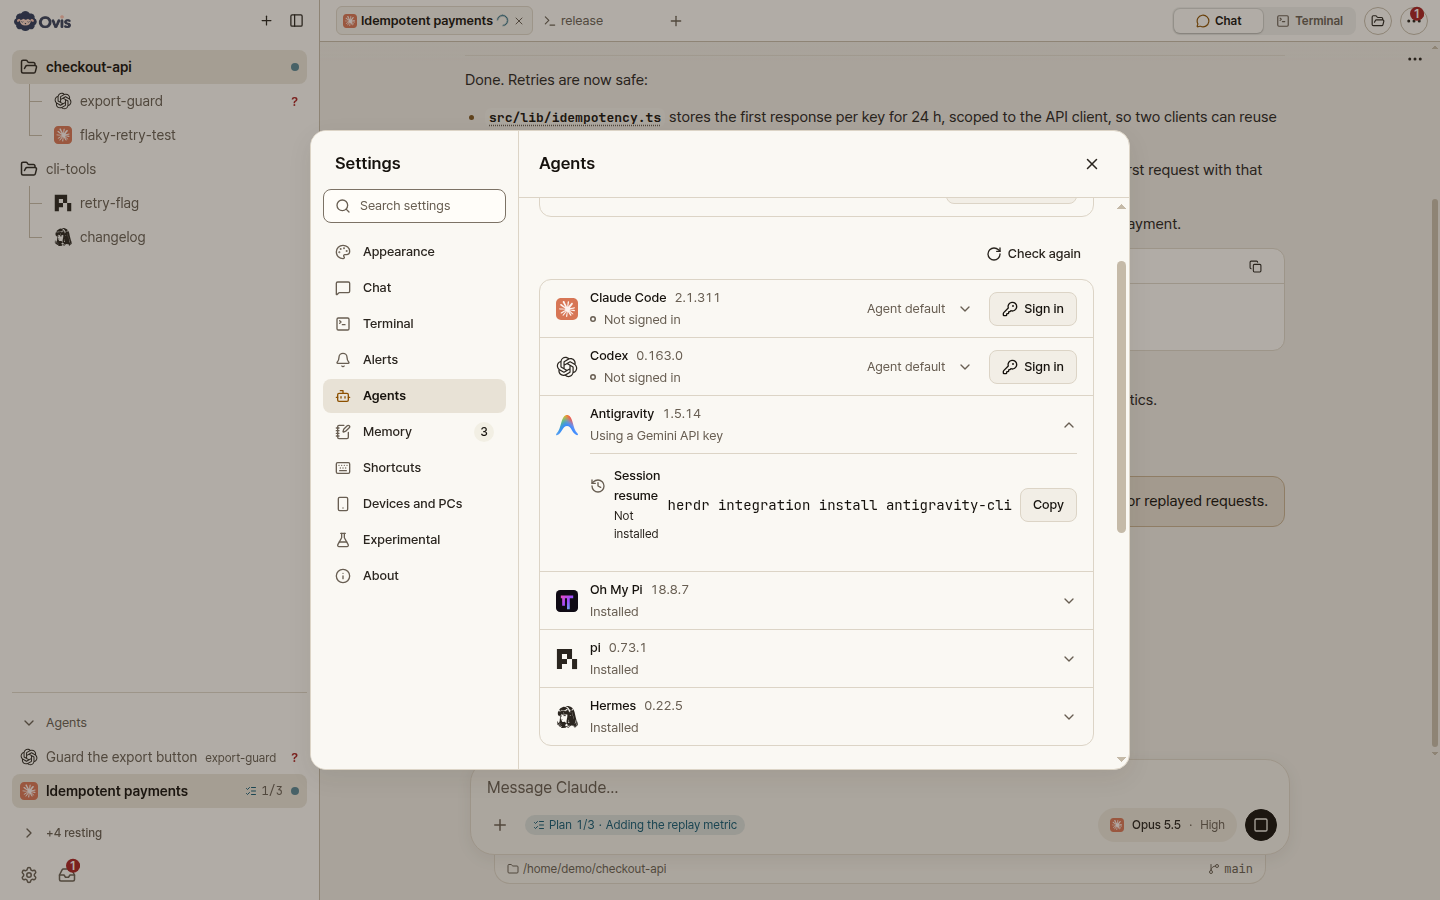 Ovis
Idempotent payments
release
Chat
Terminal
1
checkout-api
export-guard
?
flaky-retry-test
cli-tools
retry-flag
changelog
Done. Retries are now safe:
src/lib/idempotency.ts stores the first response per key for 24 h, scoped to the API client, so two clients can reuse
rst request with that
ayment.
tics.
or replayed requests.
Settings
Search settings
Appearance
Chat
Terminal
Alerts
Agents
Memory
3
Shortcuts
Devices and PCs
Experimental
About
Agents
Check again
Claude Code 2.1.311
Not signed in
Agent default
Sign in
Codex 0.163.0
Not signed in
Agent default
Sign in
Antigravity 1.5.14
Using a Gemini API key
Session
resume
Not
installed
herdr integration install antigravity-cli
Copy
Oh My Pi 18.8.7
Installed
pi 0.73.1
Installed
Hermes 0.22.5
Installed
Agents
Guard the export button export-guard ?
Idempotent payments 1/3
+4 resting
1
Message Claude...
Plan 1/3 · Adding the replay metric
Opus 5.5 · High
/home/demo/checkout-api
main